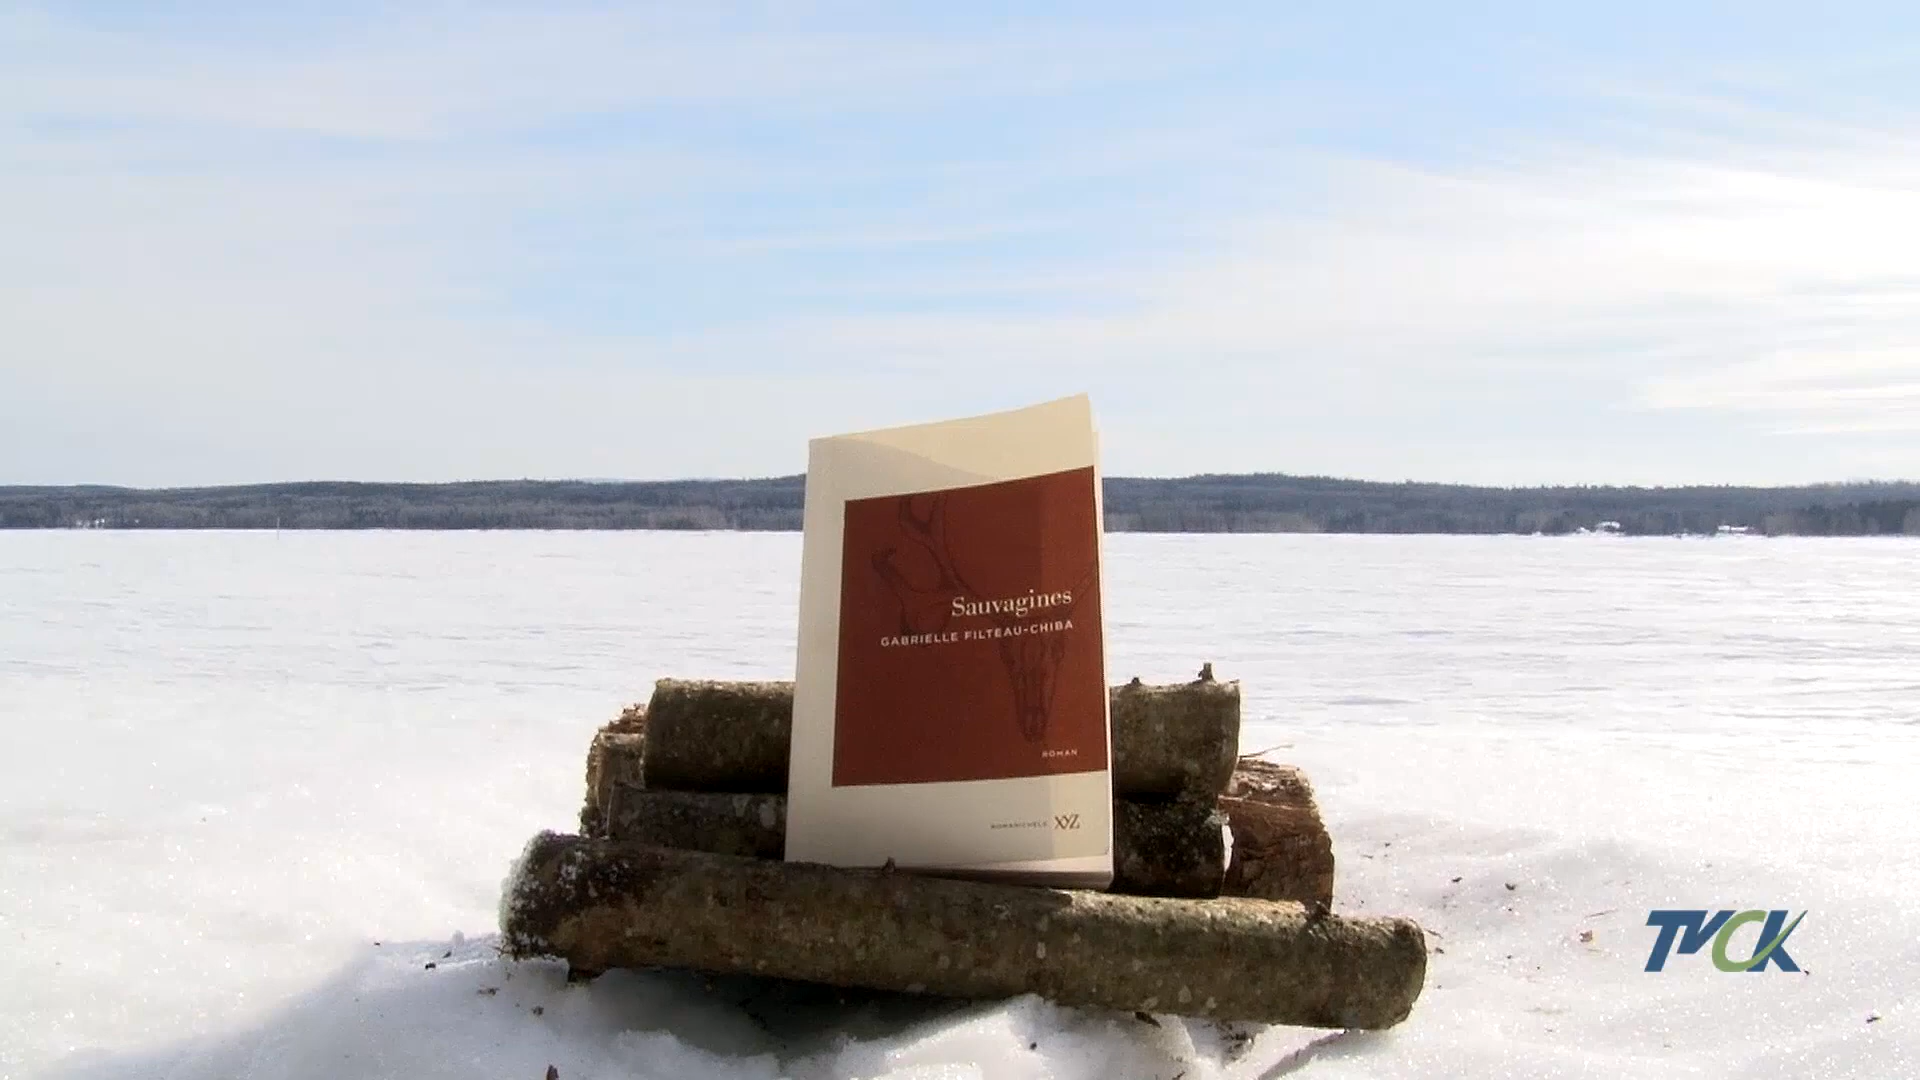 Sauvagines
GABRIELLE FILTEAU-CHIBA
ROMAN
ROMANICHELS XYZ
TVCK